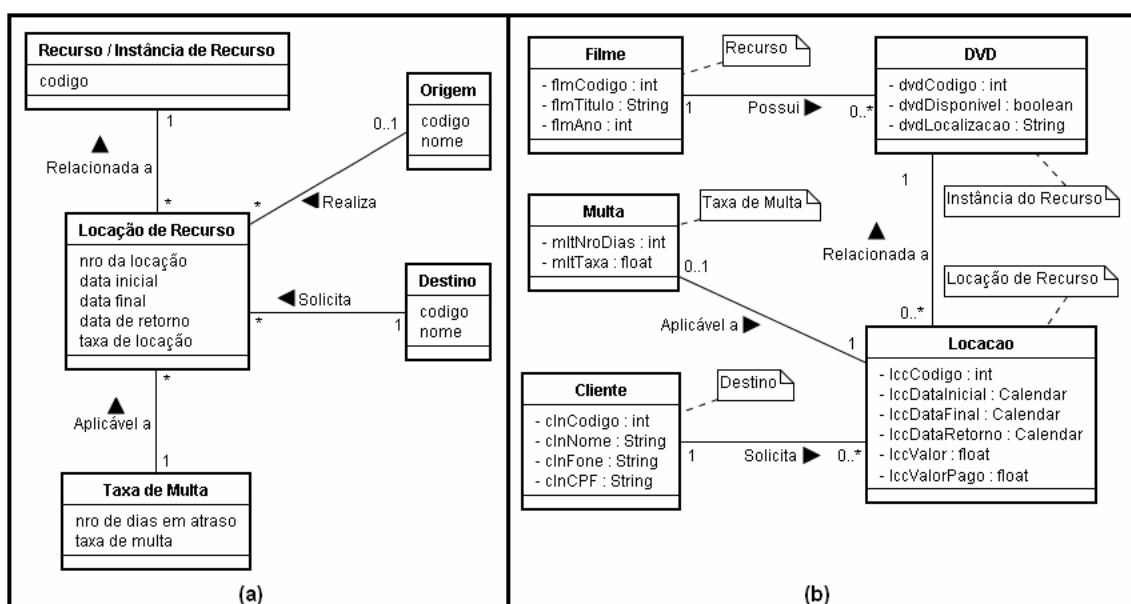 Recurso / Instância de Recurso
codigo
1
Relacionada a
*
Origem
codigo
nome
0..1
Realiza
*
Locação de Recurso
nro da locação
data inicial
data final
data de retorno
taxa de locação
Destino
codigo
nome
Solicita
*
1
*
Aplicável a
1
Taxa de Multa
nro de dias em atraso
taxa de multa
(a)
Filme
- flmCodigo : int
- flmTitulo : String
- flmAno : int
Recurso
1
Possui
0..*
DVD
- dvdCodigo : int
- dvdDisponivel : boolean
- dvdLocalizacao : String
Instância do Recurso
1
Relacionada a
0..*
Multa
- mltNroDias : int
- mltTaxa : float
Taxa de Multa
0..1
Aplicável a
1
Locação de Recurso
Locacao
- lccCodigo : int
- lccDataInicial : Calendar
- lccDataFinal : Calendar
- lccDataRetorno : Calendar
- lccValor : float
- lccValorPago : float
Cliente
- clnCodigo : int
- clnNome : String
- clnFone : String
- clnCPF : String
Destino
1
Solicita
0..*
(b)